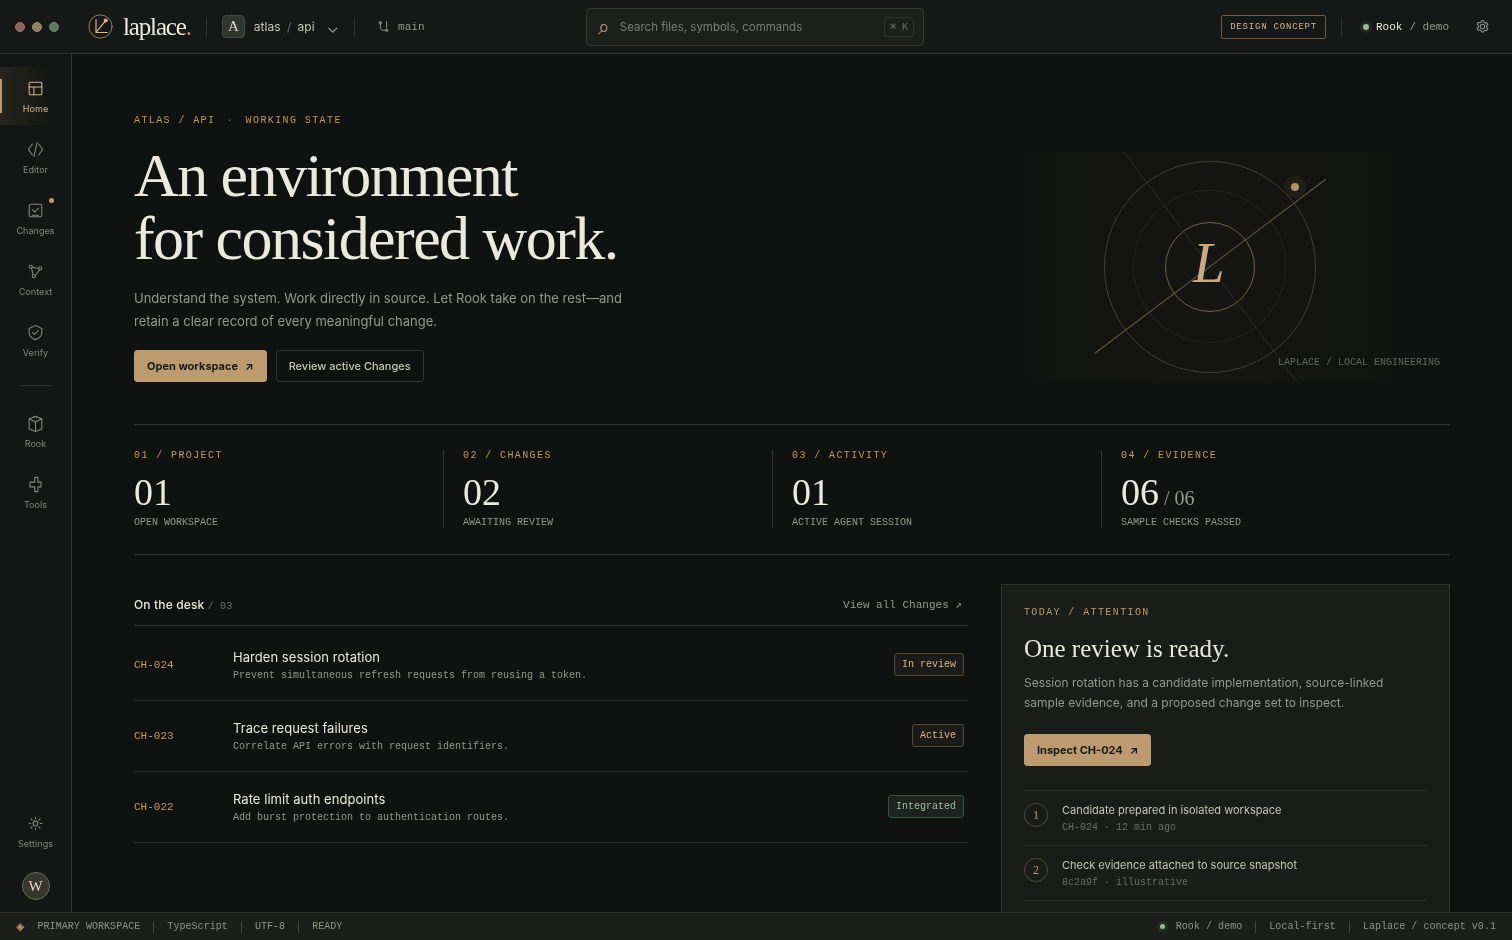 laplace.
A atlas / api
main
Search files, symbols, commands
⌘ K
DESIGN CONCEPT
Rook / demo
Home
Editor
Changes
Context
Verify
Rook
Tools
Settings
W
ATLAS / API · WORKING STATE
An environment
for considered work.
Understand the system. Work directly in source. Let Rook take on the rest—and
retain a clear record of every meaningful change.
Open workspace ↗
Review active Changes
L
LAPLACE / LOCAL ENGINEERING
01 / PROJECT
01
OPEN WORKSPACE
02 / CHANGES
02
AWAITING REVIEW
03 / ACTIVITY
01
ACTIVE AGENT SESSION
04 / EVIDENCE
06 / 06
SAMPLE CHECKS PASSED
On the desk / 03
View all Changes ↗
CH-024
Harden session rotation
Prevent simultaneous refresh requests from reusing a token.
In review
CH-023
Trace request failures
Correlate API errors with request identifiers.
Active
CH-022
Rate limit auth endpoints
Add burst protection to authentication routes.
Integrated
TODAY / ATTENTION
One review is ready.
Session rotation has a candidate implementation, source-linked
sample evidence, and a proposed change set to inspect.
Inspect CH-024 ↗
1
Candidate prepared in isolated workspace
CH-024 · 12 min ago
2
Check evidence attached to source snapshot
8c2a9f · illustrative
PRIMARY WORKSPACE
TypeScript
UTF-8
READY
Rook / demo
Local-first
Laplace / concept v0.1